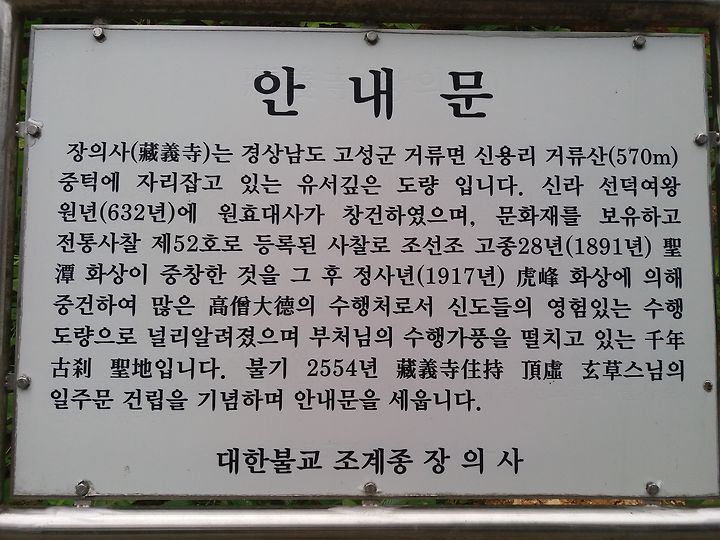 안내문
장의사(藏義寺)는 경상남도 고성군 거류면 신용리 거류산(570m)
중턱에 자리잡고 있는 유서깊은 도량 입니다. 신라 선덕여왕
원년(632년)에 원효대사가 창건하였으며, 문화재를 보유하고
전통사찰 제52호로 등록된 사찰로 조선조 고종28년(1891년) 聖
潭 화상이 중창한 것을 그 후 정사년(1917년) 虎峰 화상에 의해
중건하여 많은 高僧大德의 수행처로서 신도들의 영험있는 수행
도량으로 널리알려졌으며 부처님의 수행가풍을 떨치고 있는 千年
古刹 聖地입니다. 불기 2554년 藏義寺住持 頂虛 玄草스님의
일주문 건립을 기념하며 안내문을 세웁니다.
대한불교 조계종 장 의 사